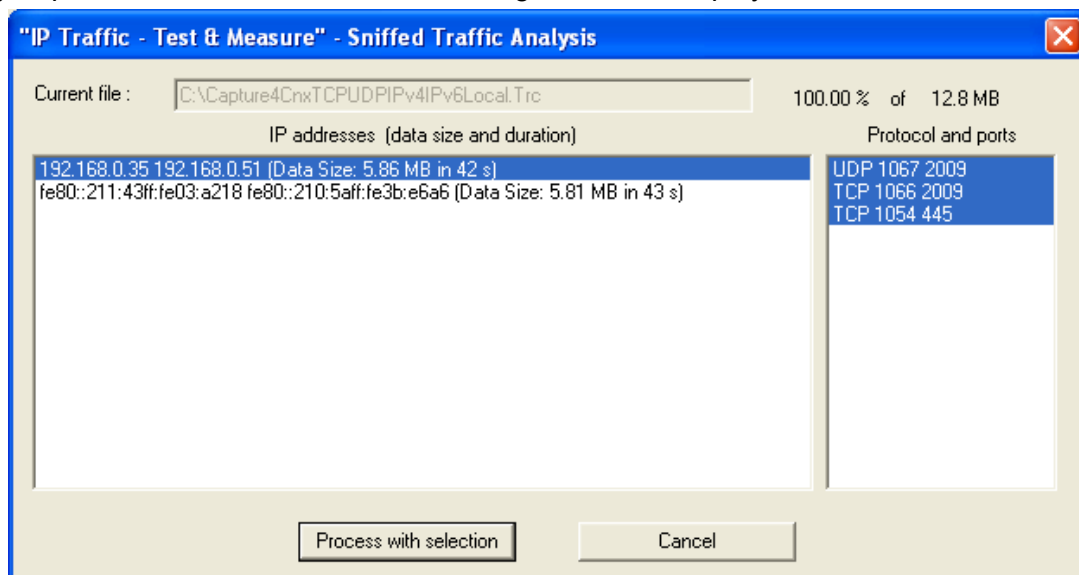 "IP Traffic - Test & Measure" - Sniffed Traffic Analysis
Current file : C:\Capture4CnxTCPUDPIPv4IPv6Local.Trc 100.00 % of 12.8 MB
IP addresses (data size and duration) Protocol and ports
192.168.0.35 192.168.0.51 (Data Size: 5.86 MB in 42 s) UDP 1067 2009
fe80::211:43ff:fe03:a218 fe80::210:5aff:fe3b:e6a6 (Data Size: 5.81 MB in 43 s) TCP 1066 2009
TCP 1054 445
Process with selection Cancel